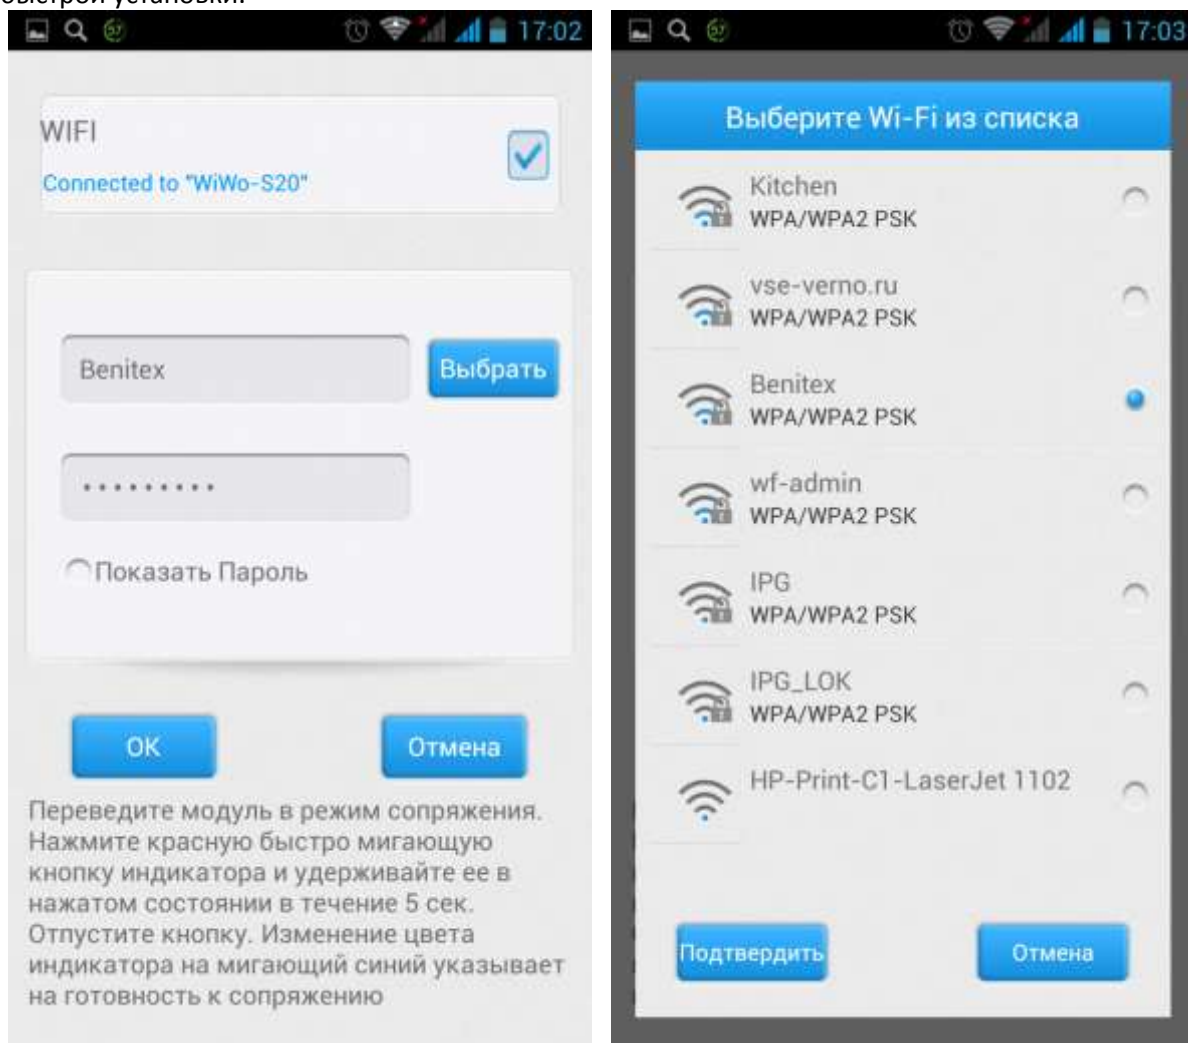 быстрой установки.
17:02
WIFI
Connected to "WiWo-S20"
Benitex
Выбрать
•••••••••
Показать Пароль
ОК
Отмена
Переведите модуль в режим сопряжения.
Нажмите красную быстро мигающую
кнопку индикатора и удерживайте ее в
нажатом состоянии в течение 5 сек.
Отпустите кнопку. Изменение цвета
индикатора на мигающий синий указывает
на готовность к сопряжению
17:03
Выберите Wi-Fi из списка
Kitchen
WPA/WPA2 PSK
vse-verno.ru
WPA/WPA2 PSK
Benitex
WPA/WPA2 PSK
wf-admin
WPA/WPA2 PSK
IPG
WPA/WPA2 PSK
IPG_LOK
WPA/WPA2 PSK
HP-Print-C1-LaserJet 1102
Подтвердить
Отмена